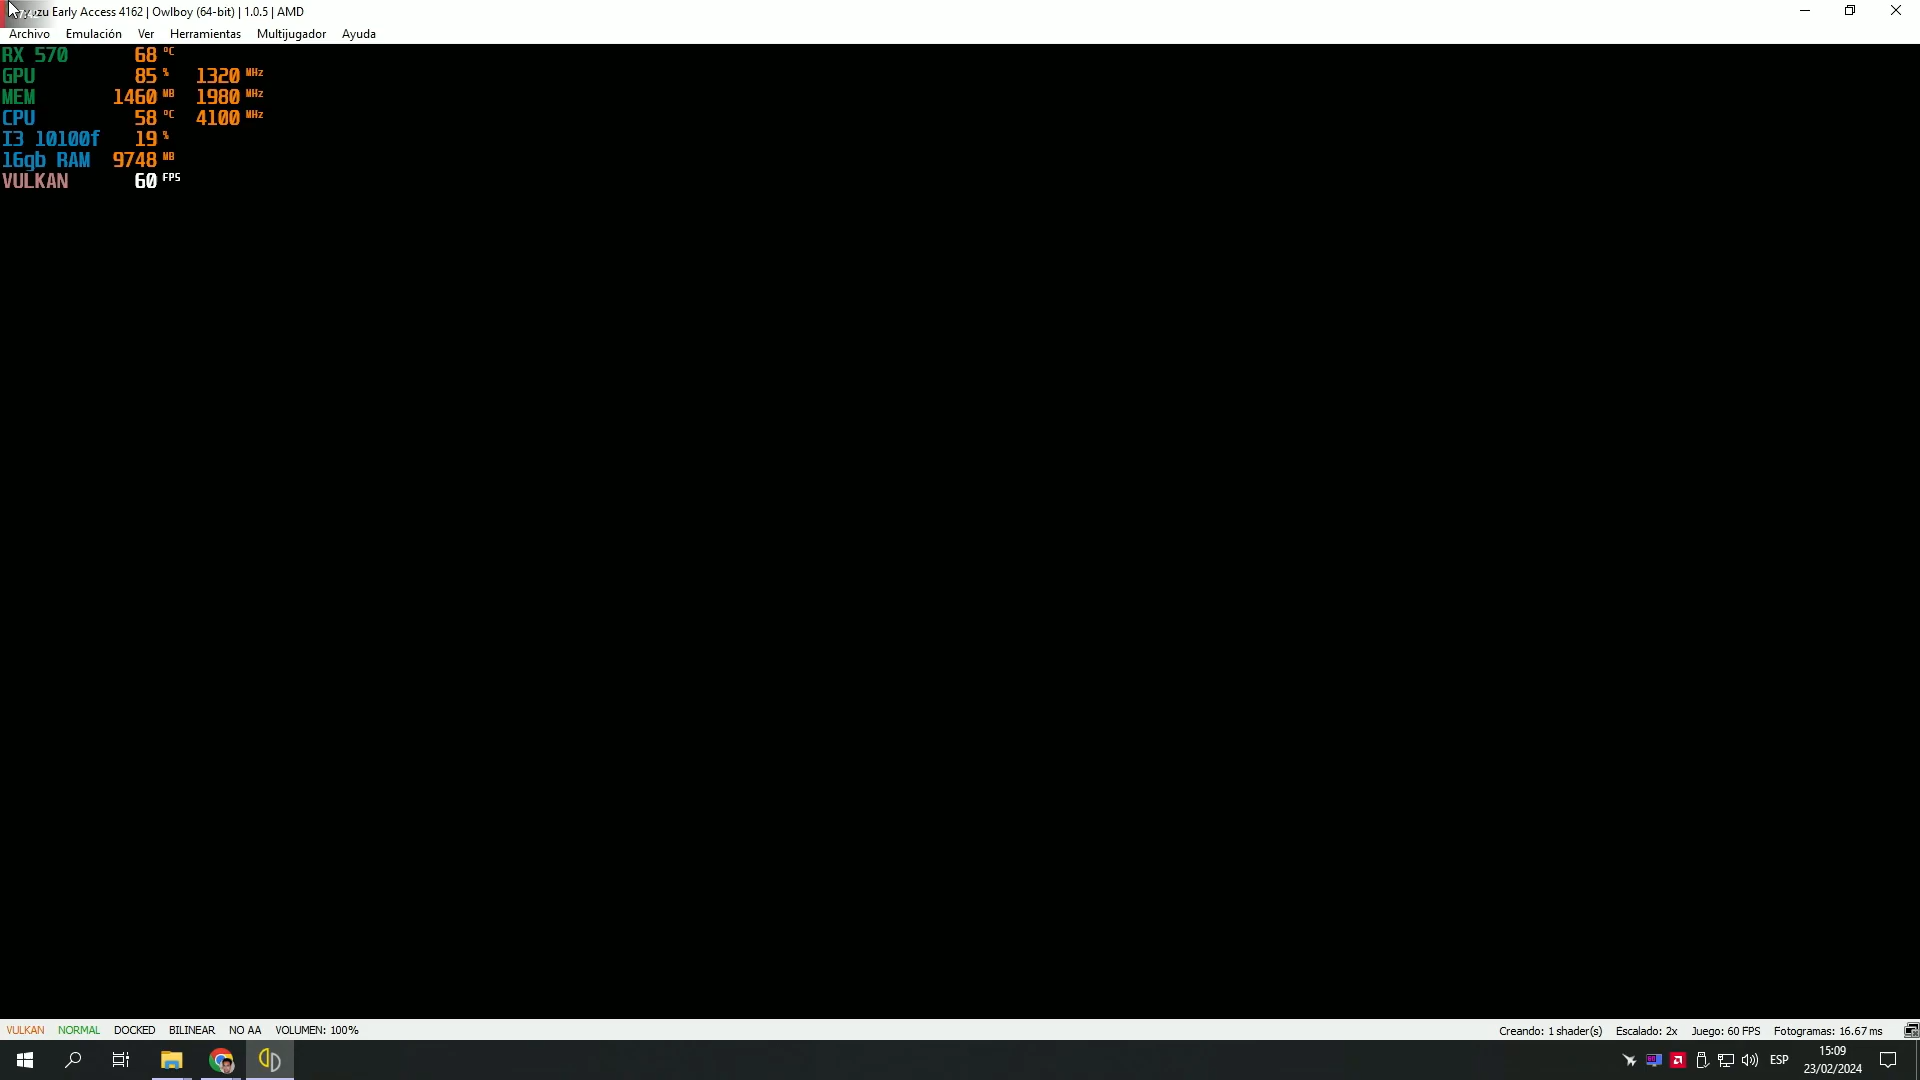 zu Early Access 4162 | Owlboy (64-bit) | 1.0.5 | AMD
Archivo Emulación Ver Herramientas Multijugador Ayuda
RX 570 68 °C
GPU 85 % 1320 MHz
MEM 1460 MB 1980 MHz
CPU 58 °C 4100 MHz
I3 10100f 19 %
16gb RAM 9748 MB
VULKAN 60 FPS
VULKAN NORMAL DOCKED BILINEAR NO AA VOLUMEN: 100% Creando: 1 shader(s) Escalado: 2x Juego: 60 FPS Fotogramas: 16.67 ms
ESP
15:09
23/02/2024